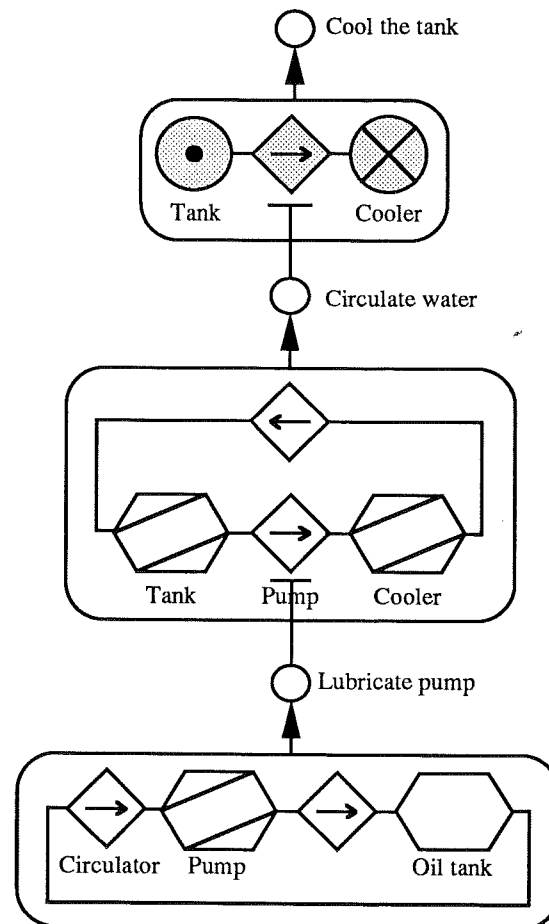 Cool the tank
Tank
Cooler
Circulate water
Tank
Pump
Cooler
Lubricate pump
Circulator
Pump
Oil tank